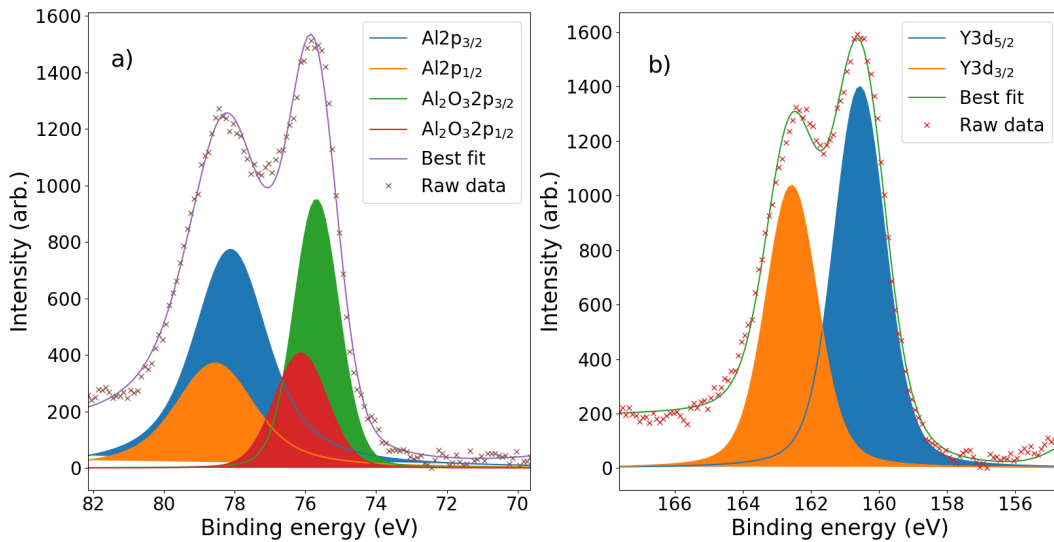 a)
Al2p3/2
Al2p1/2
Al2O32p3/2
Al2O32p1/2
Best fit
Raw data
Intensity (arb.)
1600
1400
1200
1000
800
600
400
200
0
82 80 78 76 74 72 70
Binding energy (eV)
b)
Y3d5/2
Y3d3/2
Best fit
Raw data
Intensity (arb.)
1600
1400
1200
1000
800
600
400
200
0
166 164 162 160 158 156
Binding energy (eV)